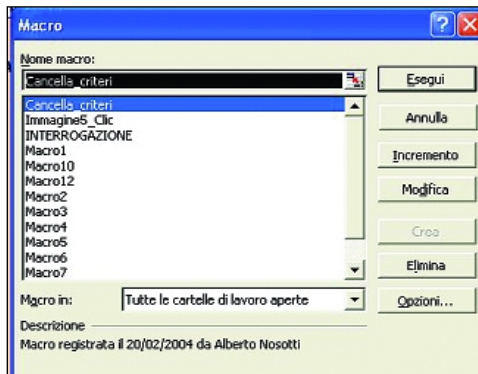 Macro
Nome macro:
Cancella_criteri
Cancella_criteri
Immagine5_Clic
INTERROGAZIONE
Macro1
Macro10
Macro12
Macro2
Macro3
Macro4
Macro5
Macro6
Macro7
Esegui
Annulla
Incremento
Modifica
Crea
Elimina
Opzioni...
Macro in: Tutte le cartelle di lavoro aperte
Descrizione
Macro registrata il 20/02/2004 da Alberto Nosotti